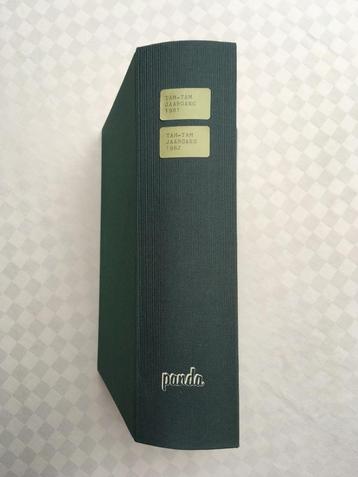 TAM-TAM
JAARGANG
1981
TAM-TAM
JAARGANG
1982
panda